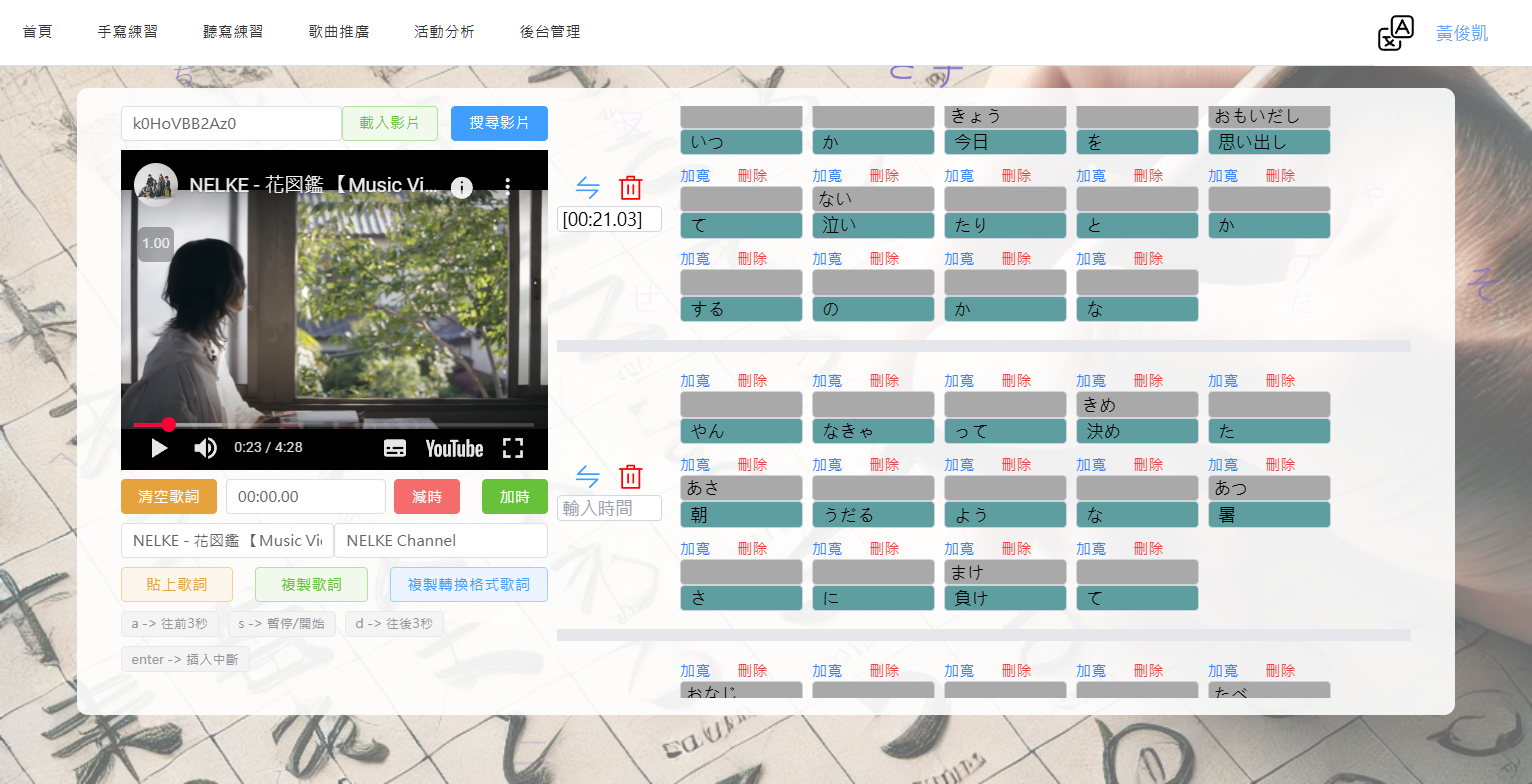 首頁 手寫練習 聽寫練習 歌曲推廣 活動分析 後台管理 黃俊凱
k0HoVBB2Az0 載入影片 搜尋影片
NELKE - 花図鑑【Music Vi...
1.00
0:23 / 4:28 YouTube
清空歌詞 00:00.00 減時 加時
NELKE - 花図鑑【Music Vi NELKE Channel
貼上歌詞 複製歌詞 複製轉換格式歌詞
a -> 往前3秒 s -> 暫停/開始 d -> 往後3秒
enter -> 插入中斷
[00:21.03]
きょう おもいだし
いつ か 今日 を 思い出し
加寬 刪除 加寬 刪除 加寬 刪除 加寬 刪除 加寬 刪除
ない
て 泣い たり と か
加寬 刪除 加寬 刪除 加寬 刪除 加寬 刪除
する の か な
輸入時間
加寬 刪除 加寬 刪除 加寬 刪除 加寬 刪除 加寬 刪除
きめ
やん なきゃ って 決め た
加寬 刪除 加寬 刪除 加寬 刪除 加寬 刪除 加寬 刪除
あさ あつ
朝 うだる よう な 暑
加寬 刪除 加寬 刪除 加寬 刪除 加寬 刪除
まけ
さ に 負け て
加寬 刪除 加寬 刪除 加寬 刪除 加寬 刪除 加寬 刪除
おなじ たべ